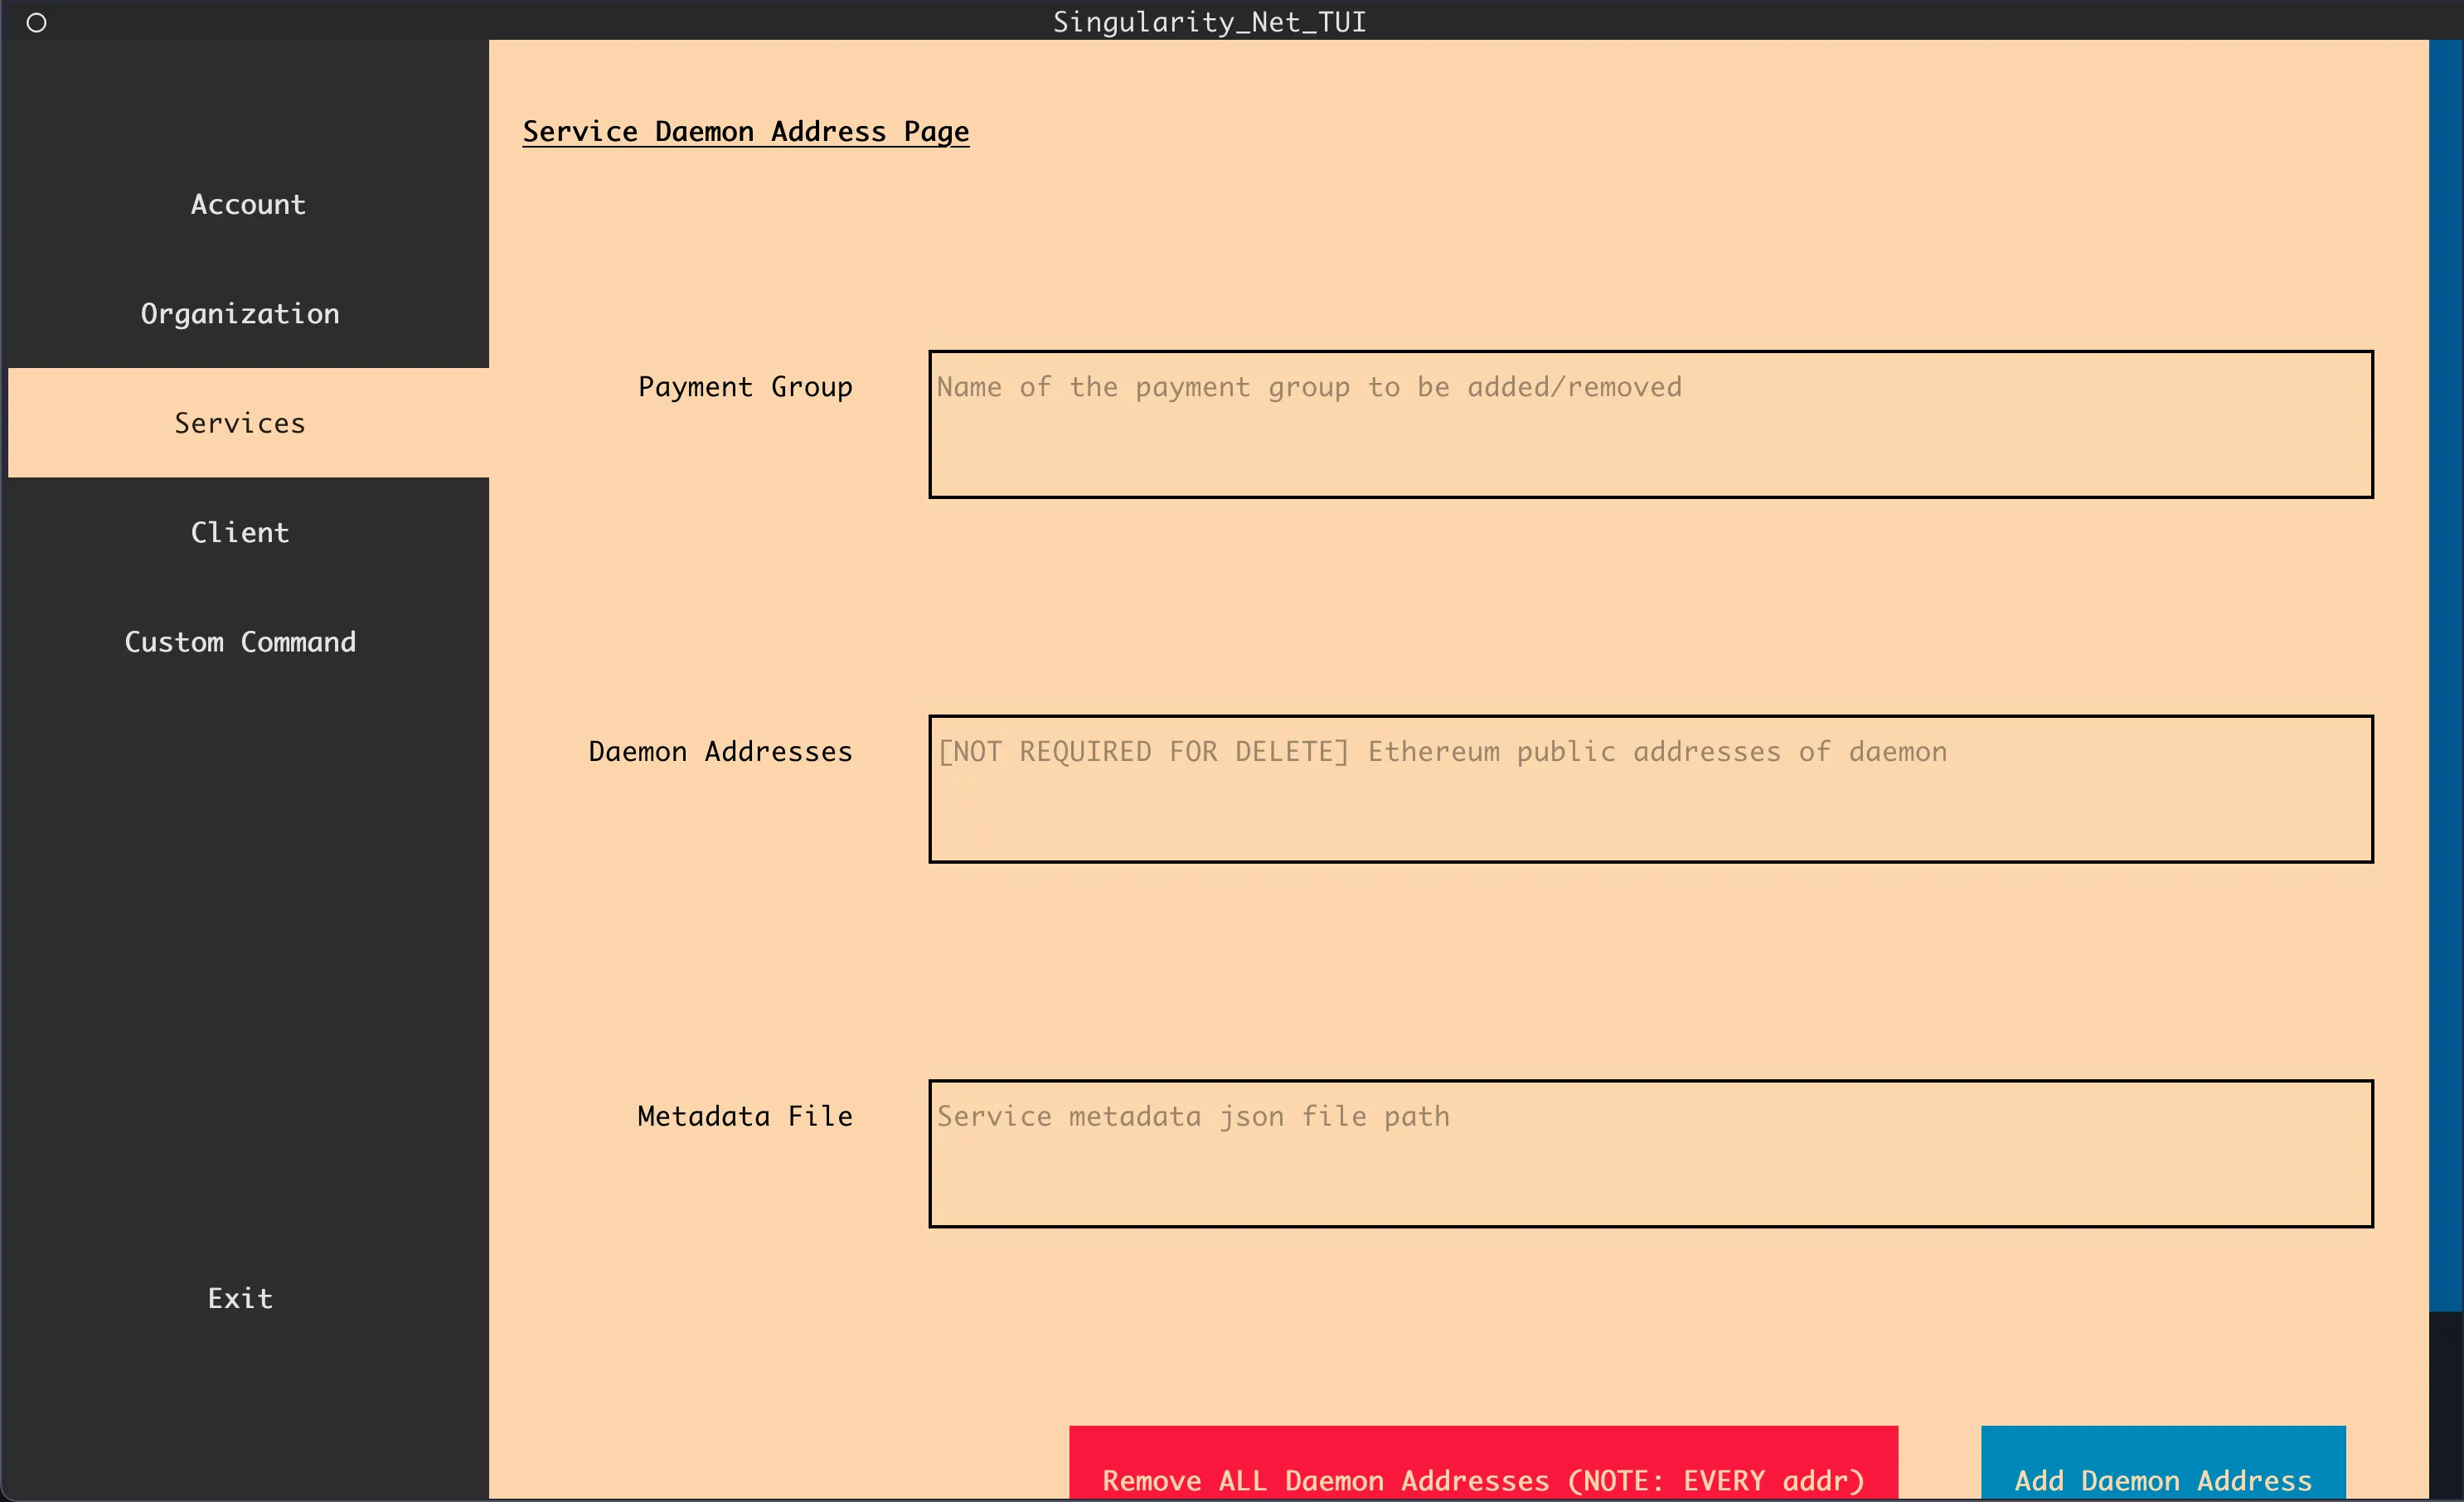 Singularity_Net_TUI
Account
Organization
Services
Client
Custom Command
Exit
Service Daemon Address Page
Payment Group
Name of the payment group to be added/removed
Daemon Addresses
[NOT REQUIRED FOR DELETE] Ethereum public addresses of daemon
Metadata File
Service metadata json file path
Remove ALL Daemon Addresses (NOTE: EVERY addr)
Add Daemon Address